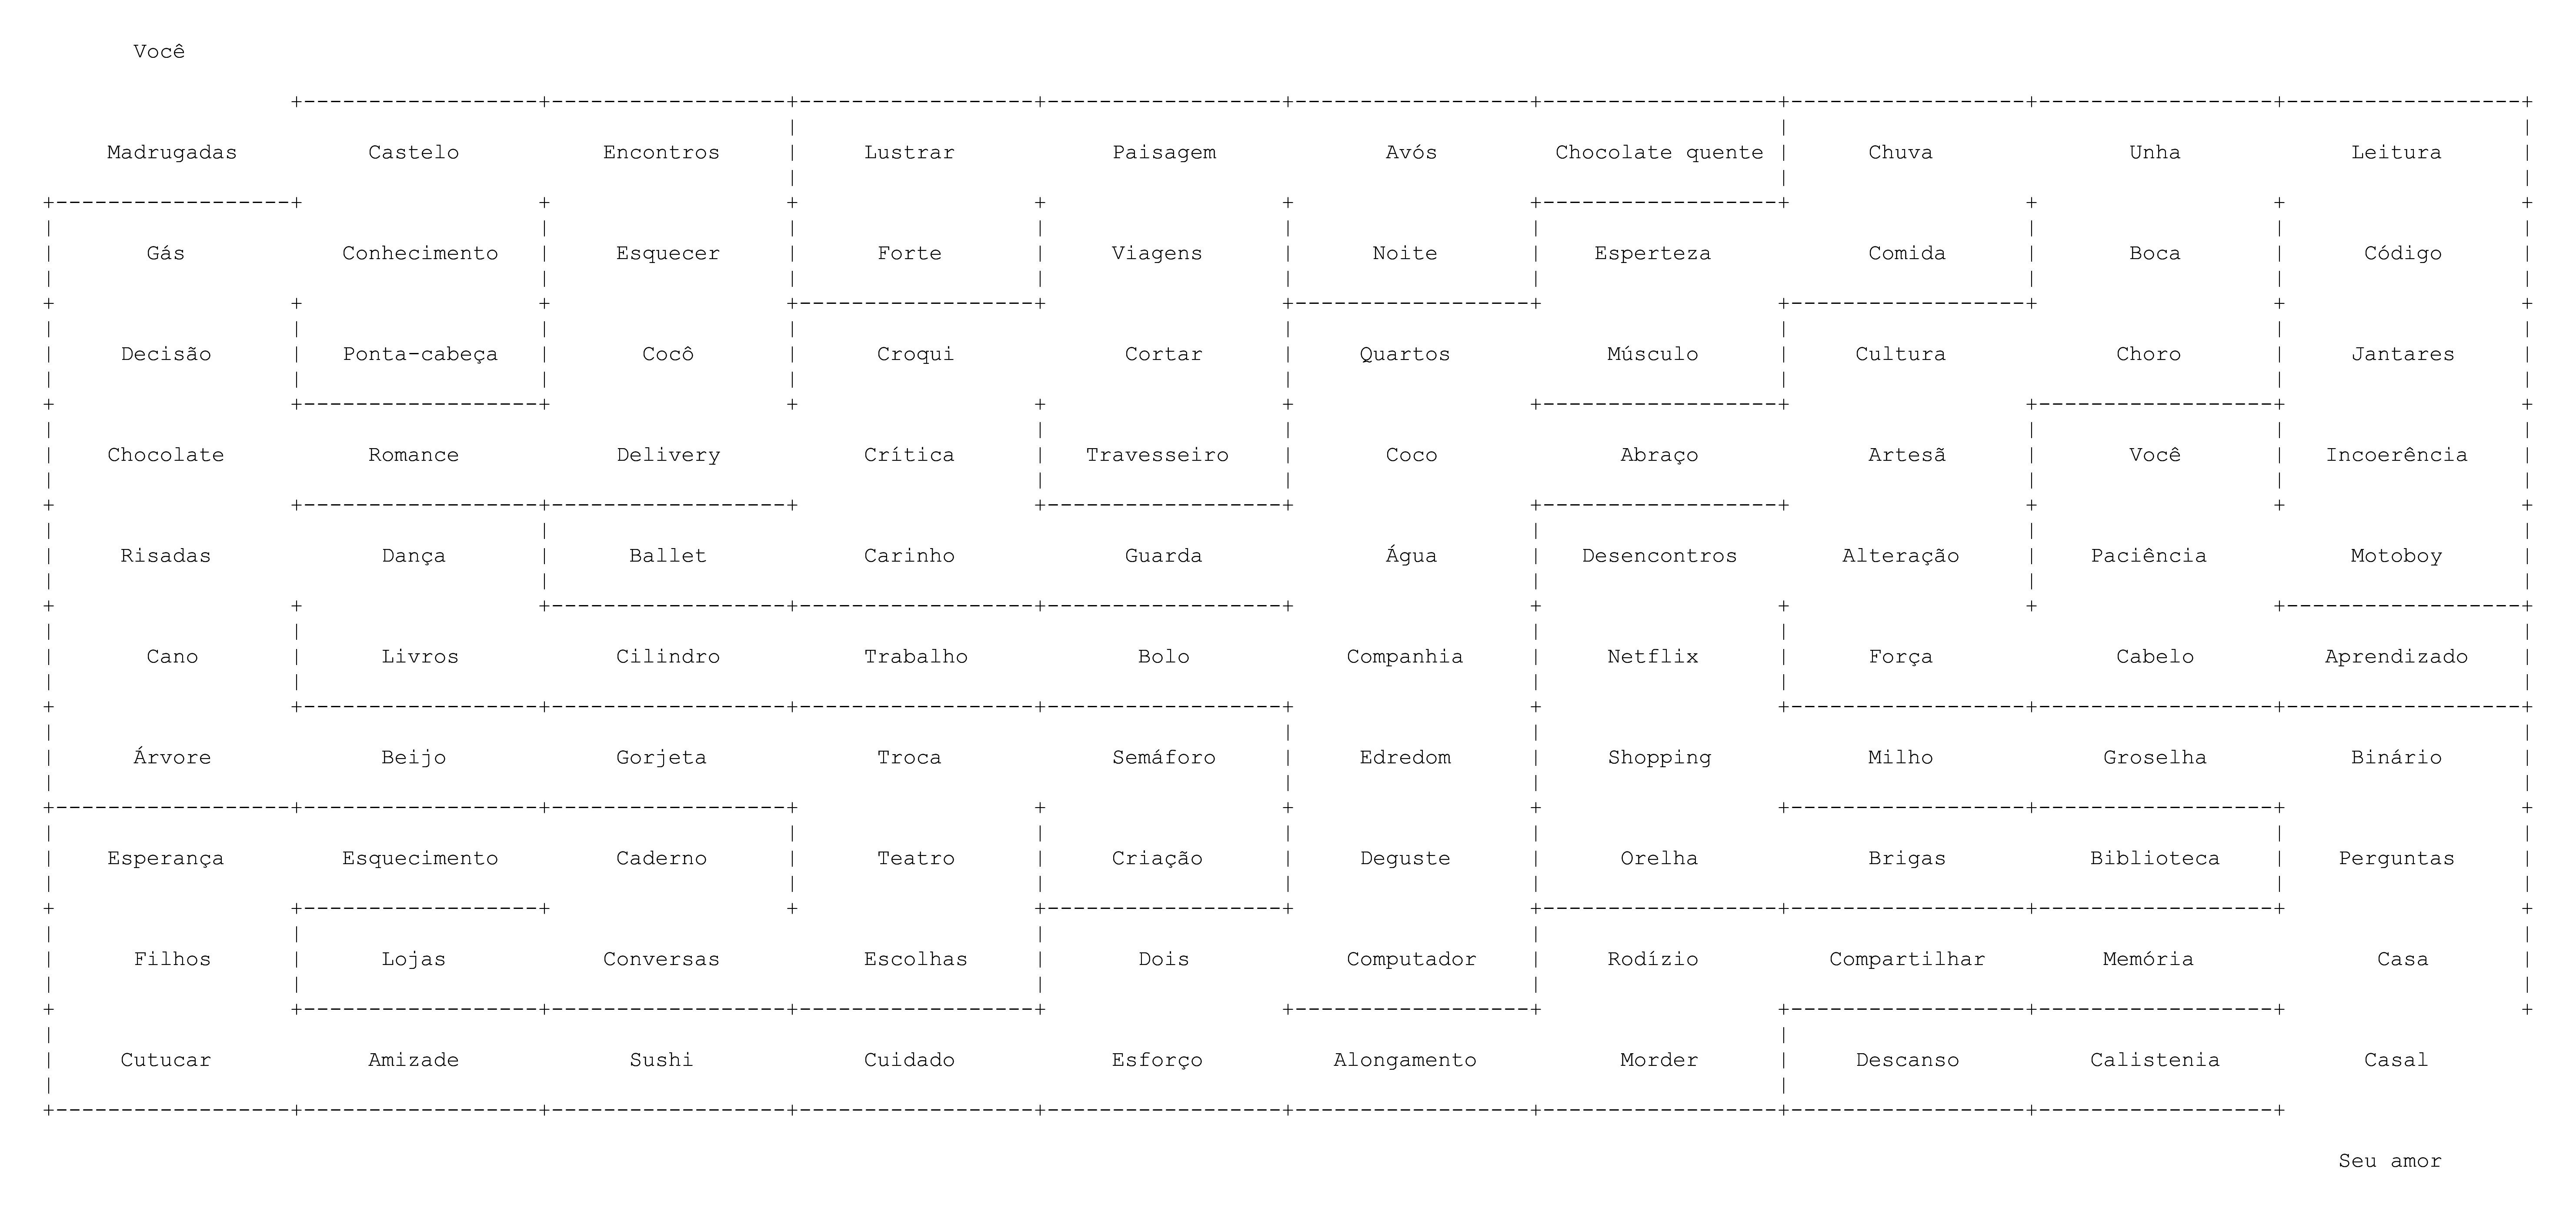 Você
Madrugadas Castelo Encontros Lustrar Paisagem Avós Chocolate quente Chuva Unha Leitura
Gás Conhecimento Esquecer Forte Viagens Noite Esperteza Comida Boca Código
Decisão Ponta-cabeça Cocô Croqui Cortar Quartos Músculo Cultura Choro Jantares
Chocolate Romance Delivery Crítica Travesseiro Coco Abraço Artesã Você Incoerência
Risadas Dança Ballet Carinho Guarda Água Desencontros Alteração Paciência Motoboy
Cano Livros Cilindro Trabalho Bolo Companhia Netflix Força Cabelo Aprendizado
Árvore Beijo Gorjeta Troca Semáforo Edredom Shopping Milho Groselha Binário
Esperança Esquecimento Caderno Teatro Criação Deguste Orelha Brigas Biblioteca Perguntas
Filhos Lojas Conversas Escolhas Dois Computador Rodízio Compartilhar Memória Casa
Cutucar Amizade Sushi Cuidado Esforço Alongamento Morder Descanso Calistenia Casal
Seu amor